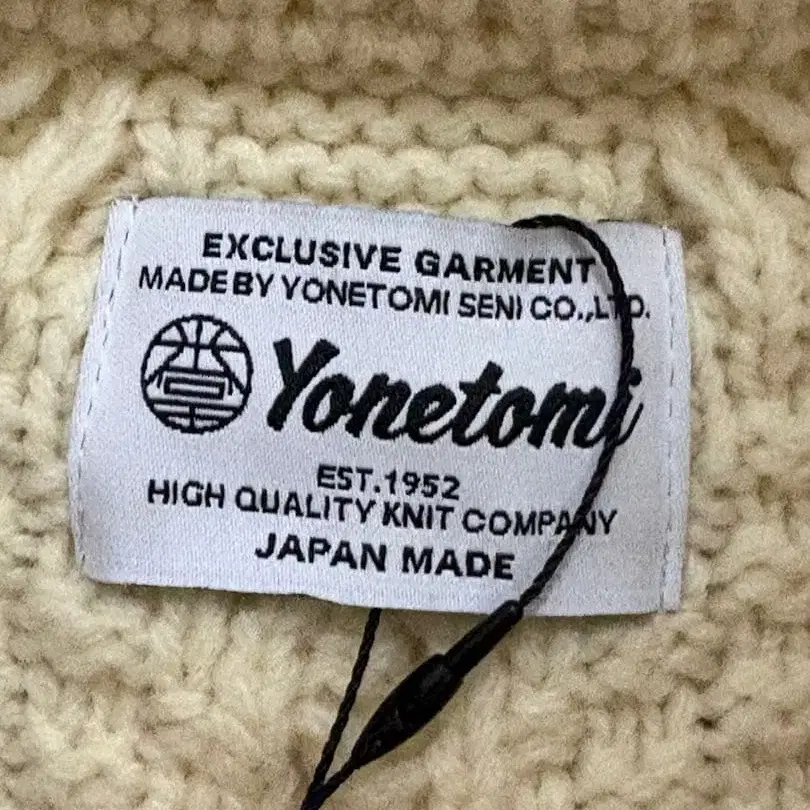 EXCLUSIVE GARMENT
MADE BY YONETOMI SENI CO.,LTD.
Yonetomi
EST.1952
HIGH QUALITY KNIT COMPANY
JAPAN MADE